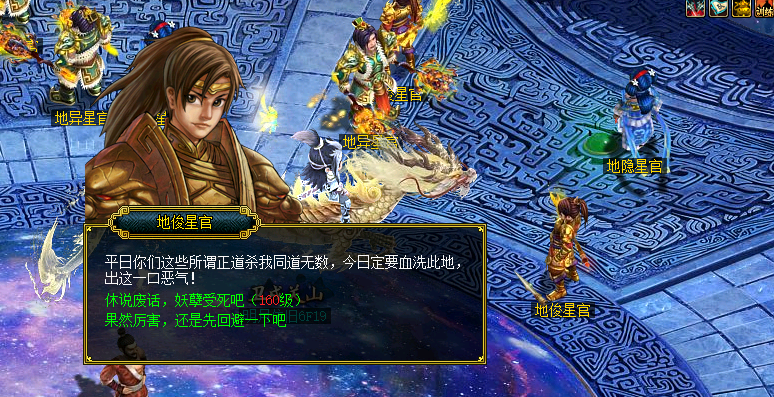 训练
地异星官
星官
星官
地异星官
地隐星官
地俊星官
地俊星官
平日你们这些所谓正道杀我同道无数，今日定要血洗此地，
出这一口恶气！
休说废话，妖孽受死吧（160级）
果然厉害，还是先回避一下吧